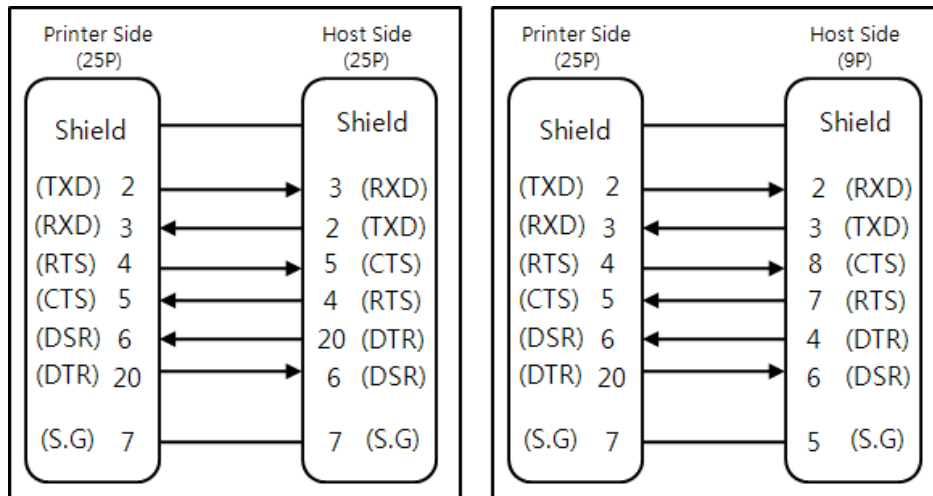 Printer Side
(25P)
Host Side
(25P)
Shield
Shield
(TXD) 2
3 (RXD)
(RXD) 3
2 (TXD)
(RTS) 4
5 (CTS)
(CTS) 5
4 (RTS)
(DSR) 6
20 (DTR)
(DTR) 20
6 (DSR)
(S.G) 7
7 (S.G)
Printer Side
(25P)
Host Side
(9P)
Shield
Shield
(TXD) 2
2 (RXD)
(RXD) 3
3 (TXD)
(RTS) 4
8 (CTS)
(CTS) 5
7 (RTS)
(DSR) 6
4 (DTR)
(DTR) 20
6 (DSR)
(S.G) 7
5 (S.G)